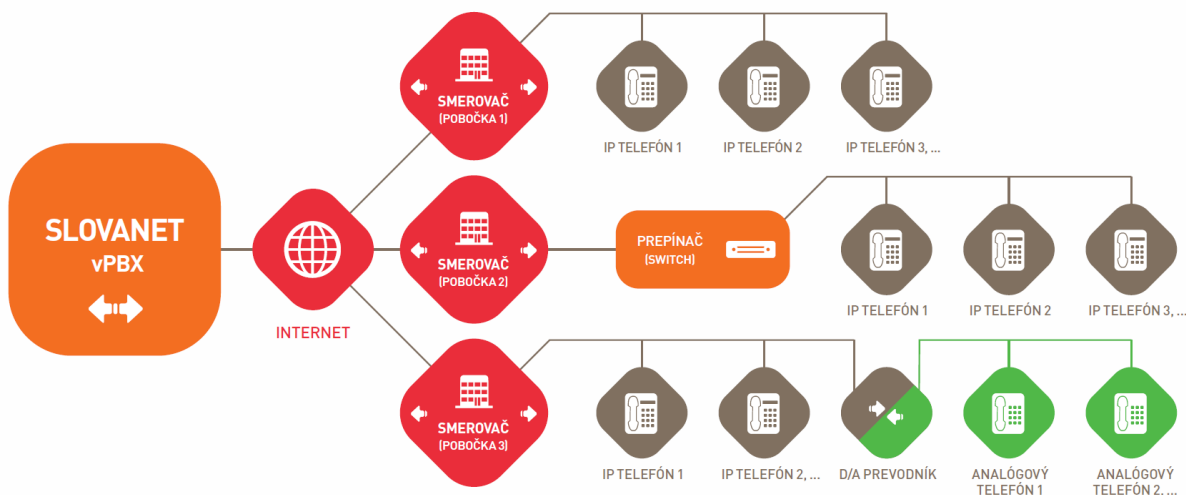 SLOVANET
vPBX
INTERNET
SMEROVAČ
(POBOČKA 1)
IP TELEFÓN 1
IP TELEFÓN 2
IP TELEFÓN 3, ...
SMEROVAČ
(POBOČKA 2)
PREPÍNAČ
(SWITCH)
IP TELEFÓN 1
IP TELEFÓN 2
IP TELEFÓN 3, ...
SMEROVAČ
(POBOČKA 3)
IP TELEFÓN 1
IP TELEFÓN 2, ...
D/A PREVODNÍK
ANALÓGOVÝ
TELEFÓN 1
ANALÓGOVÝ
TELEFÓN 2, ...